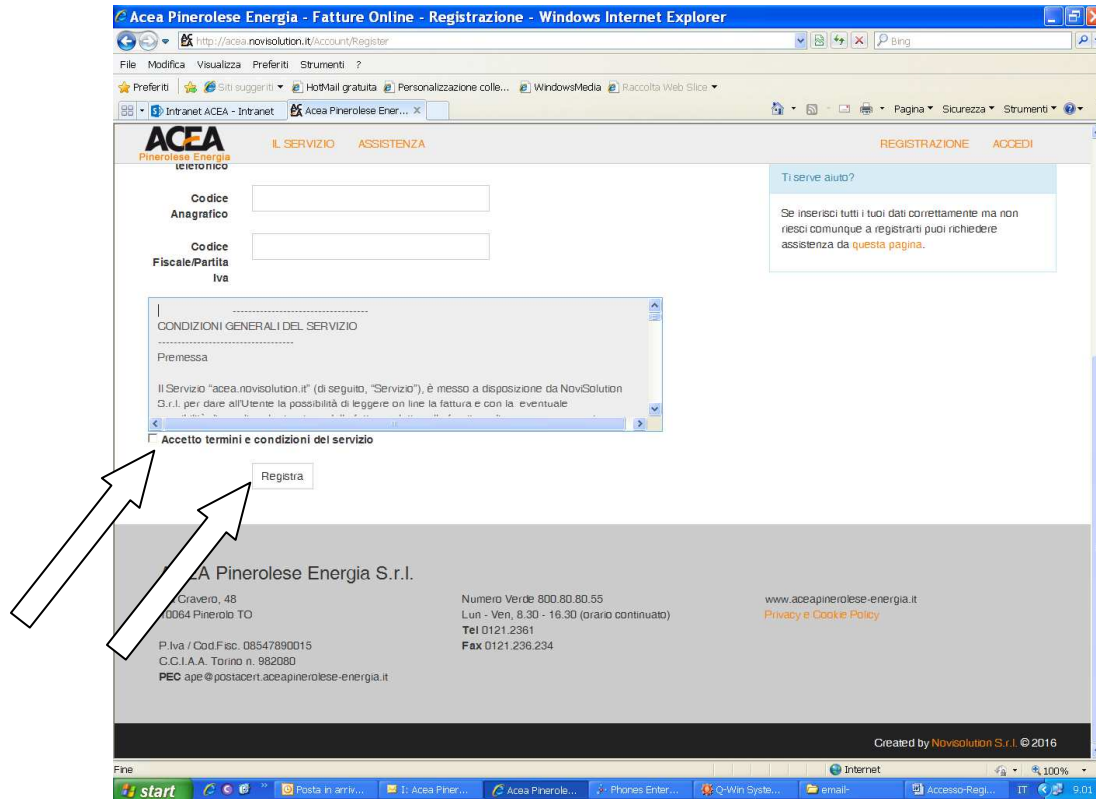 Acea Pinerolese Energia - Fatture Online - Registrazione - Windows Internet Explorer
http://acea.novisolution.it/Account/Register
Bing
File Modifica Visualizza Preferiti Strumenti ?
Preferiti Siti suggeriti HotMail gratuita Personalizzazione colle... WindowsMedia Raccolta Web Slice
Intranet ACEA - Intranet Acea Pinerolese Ener... X Pagina Sicurezza Strumenti
ACEA
Pinerolese Energia
IL SERVIZIO ASSISTENZA REGISTRAZIONE ACCEDI
telefonico
Codice
Anagrafico
Codice
Fiscale/Partita
Iva
Ti serve aiuto?
Se inserisci tutti i tuoi dati correttamente ma non
riesci comunque a registrarti puoi richiedere
assistenza da questa pagina.
-----------------------------------
CONDIZIONI GENERALI DEL SERVIZIO
-----------------------------------
Premessa
Il Servizio "acea.novisolution.it" (di seguito, "Servizio"), è messo a disposizione da NoviSolution
S.r.l. per dare all'Utente la possibilità di leggere on line la fattura e con la eventuale
Accetto termini e condizioni del servizio
Registra
Pinerolese Energia S.r.l.
Cravero, 48
10064 Pinerolo TO
P.Iva / Cod.Fisc. 08547890015
C.C.I.A.A. Torino n. 982080
PEC ape@postacert.aceapinerolese-energia.it
Numero Verde 800.80.80.55
Lun - Ven, 8.30 - 16.30 (orario continuato)
Tel 0121.2361
Fax 0121.236.234
www.aceapinerolese-energia.it
Privacy e Cookie Policy
Created by Novisolution S.r.l. © 2016
Fine Internet 100%
start Posta in arriv... I: Acea Piner... Acea Pinerole... Phones Enter... Q-Win Syste... email- Accesso-Regi... IT 9.01